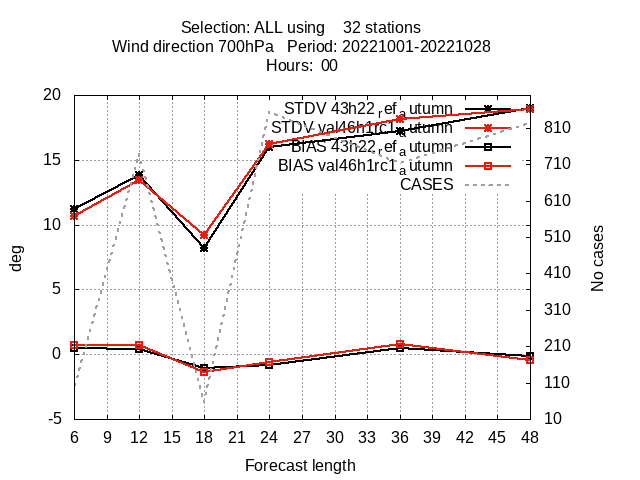 Selection: ALL using    32 stations
Wind direction 700hPa   Period: 20221001-20221028
Hours:  00
20
15
10
5
0
-5
deg
STDV 43h22_ref_autumn
STDV val46h1rc1_autumn
BIAS 43h22_ref_autumn
BIAS val46h1rc1_autumn
CASES
810
710
610
510
410
310
210
110
10
No cases
6 9 12 15 18 21 24 27 30 33 36 39 42 45 48
Forecast length